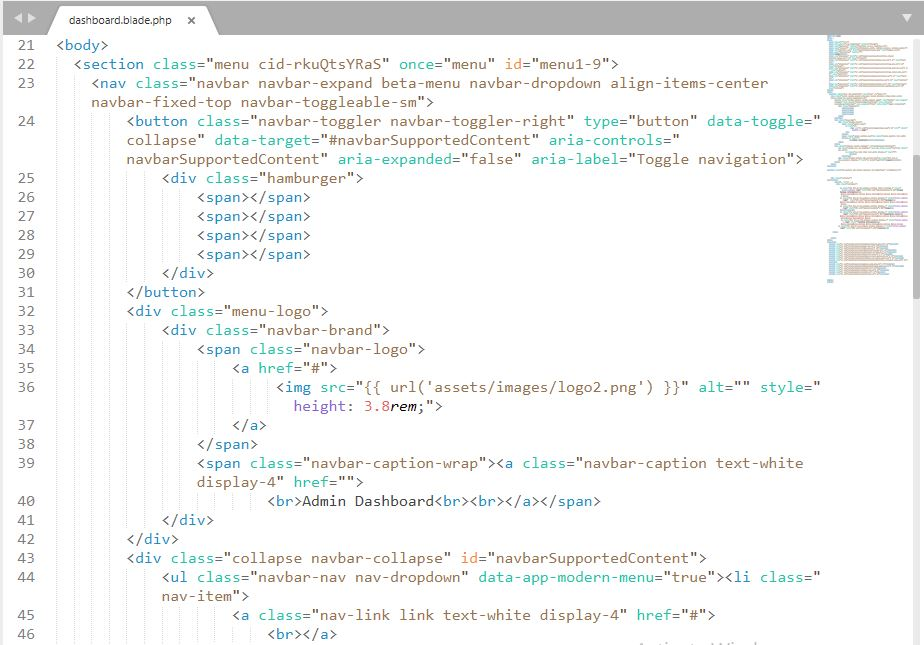 dashboard.blade.php ×
21 <body>
22 <section class="menu cid-rkuQtsYRaS" once="menu" id="menu1-9">
23 <nav class="navbar navbar-expand beta-menu navbar-dropdown align-items-center
navbar-fixed-top navbar-toggleable-sm">
24 <button class="navbar-toggler navbar-toggler-right" type="button" data-toggle="
collapse" data-target="#navbarSupportedContent" aria-controls="
navbarSupportedContent" aria-expanded="false" aria-label="Toggle navigation">
25 <div class="hamburger">
26 <span></span>
27 <span></span>
28 <span></span>
29 <span></span>
30 </div>
31 </button>
32 <div class="menu-logo">
33 <div class="navbar-brand">
34 <span class="navbar-logo">
35 <a href="#">
36 <img src="{{ url('assets/images/logo2.png') }}" alt="" style="
height: 3.8rem;">
37 </a>
38 </span>
39 <span class="navbar-caption-wrap"><a class="navbar-caption text-white
display-4" href="">
40 <br>Admin Dashboard<br><br></a></span>
41 </div>
42 </div>
43 <div class="collapse navbar-collapse" id="navbarSupportedContent">
44 <ul class="navbar-nav nav-dropdown" data-app-modern-menu="true"><li class="
nav-item">
45 <a class="nav-link link text-white display-4" href="#">
46 <br></a>